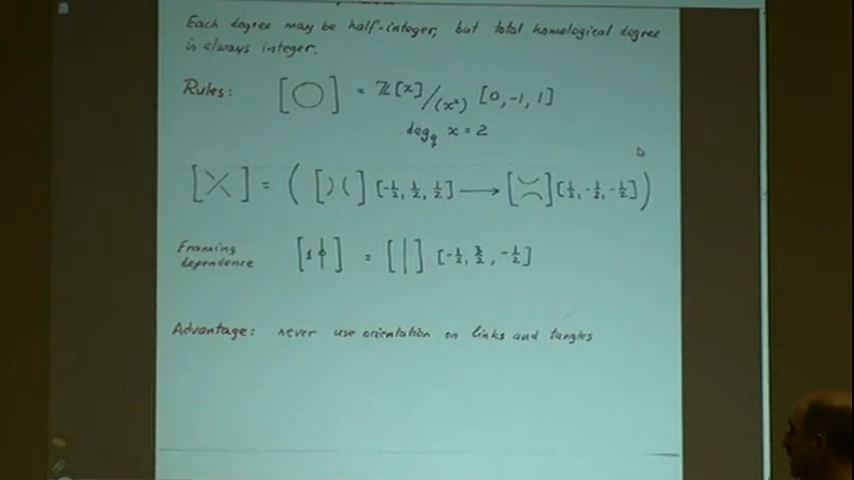 Each degree may be half-integer, but total homological degree
is always integer.
Rules: [◯] = ℤ[x]/(x²) [0, -1, 1]
deg_q x = 2
[╳] = ( [)(] [-1/2, 1/2, 1/2] ⟶ [≍] [1/2, -1/2, -1/2] )
Framing
dependence
[1 ϕ] = [ | ] [-1/2, 3/2, -1/2]
Advantage: never use orientation on links and tangles